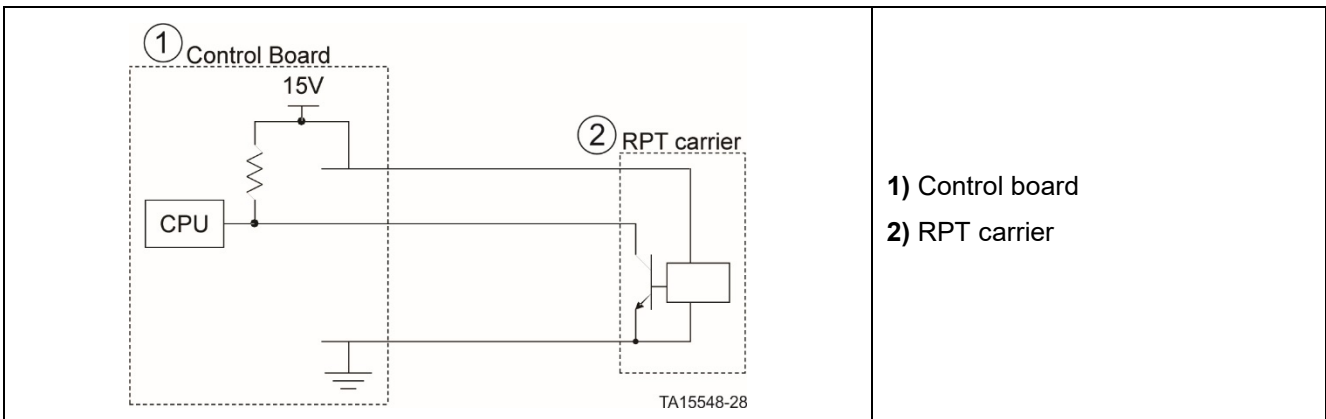 1 Control Board
15V
2 RPT carrier
CPU
TA15548-28
1) Control board
2) RPT carrier